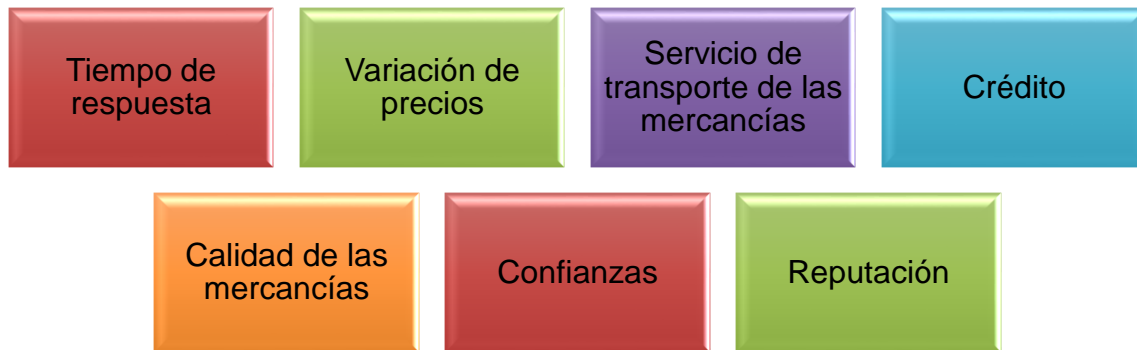 Tiempo de
respuesta
Variación de
precios
Servicio de
transporte de las
mercancías
Crédito
Calidad de las
mercancías
Confianzas
Reputación